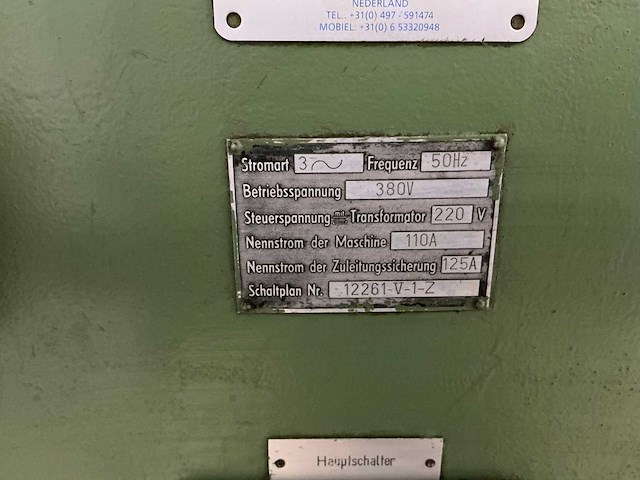 NEDERLAND
TEL.. +31(0) 497 - 591474
MOBIEL: +31(0) 6 53320948
Stromart 3~ Frequenz 50Hz
Betriebsspannung 380V
Steuerspannung mit Transformator 220 V
Nennstrom der Maschine 110A
Nennstrom der Zuleitungssicherung 125A
Schaltplan Nr. 12261-V-1-Z
Hauptschalter